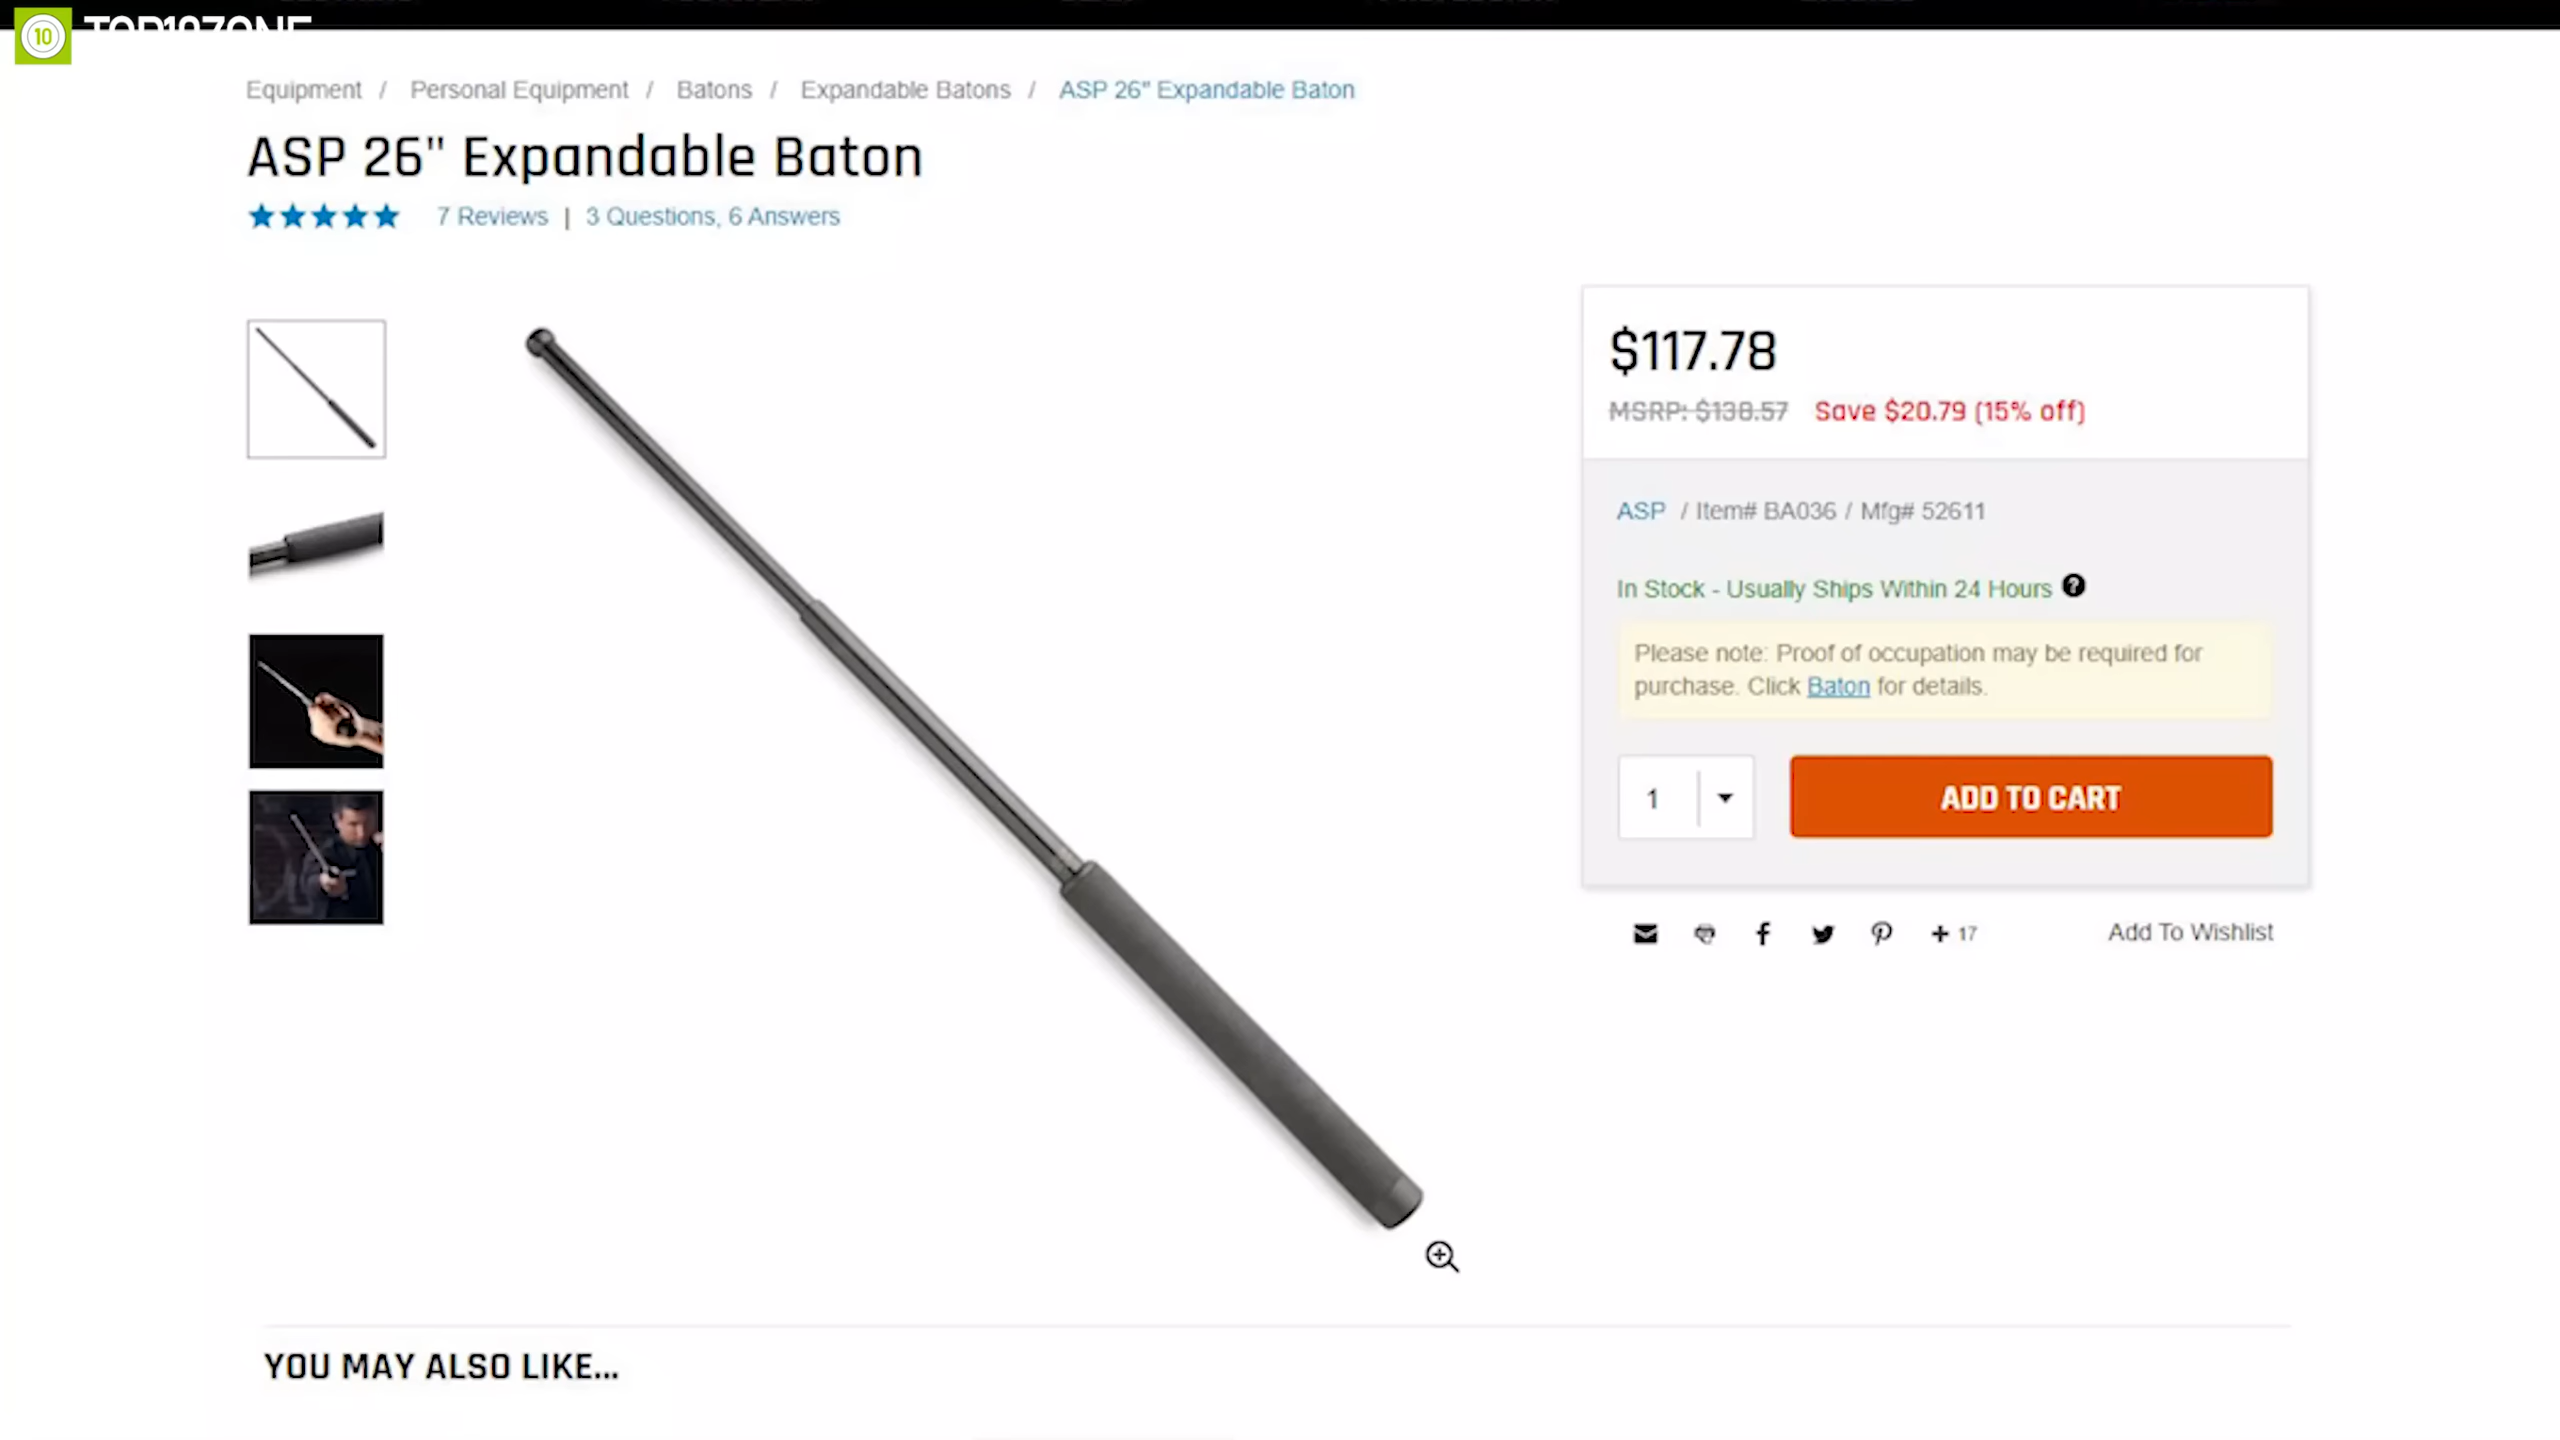 10
Equipment / Personal Equipment / Batons / Expandable Batons / ASP 26" Expandable Baton
ASP 26" Expandable Baton
7 Reviews | 3 Questions, 6 Answers
$117.78
MSRP: $138.57 Save $20.79 (15% off)
ASP / Item# BA036 / Mfg# 52611
In Stock - Usually Ships Within 24 Hours ?
Please note: Proof of occupation may be required for
purchase. Click Baton for details.
1 ADD TO CART
+ 17 Add To Wishlist
YOU MAY ALSO LIKE...